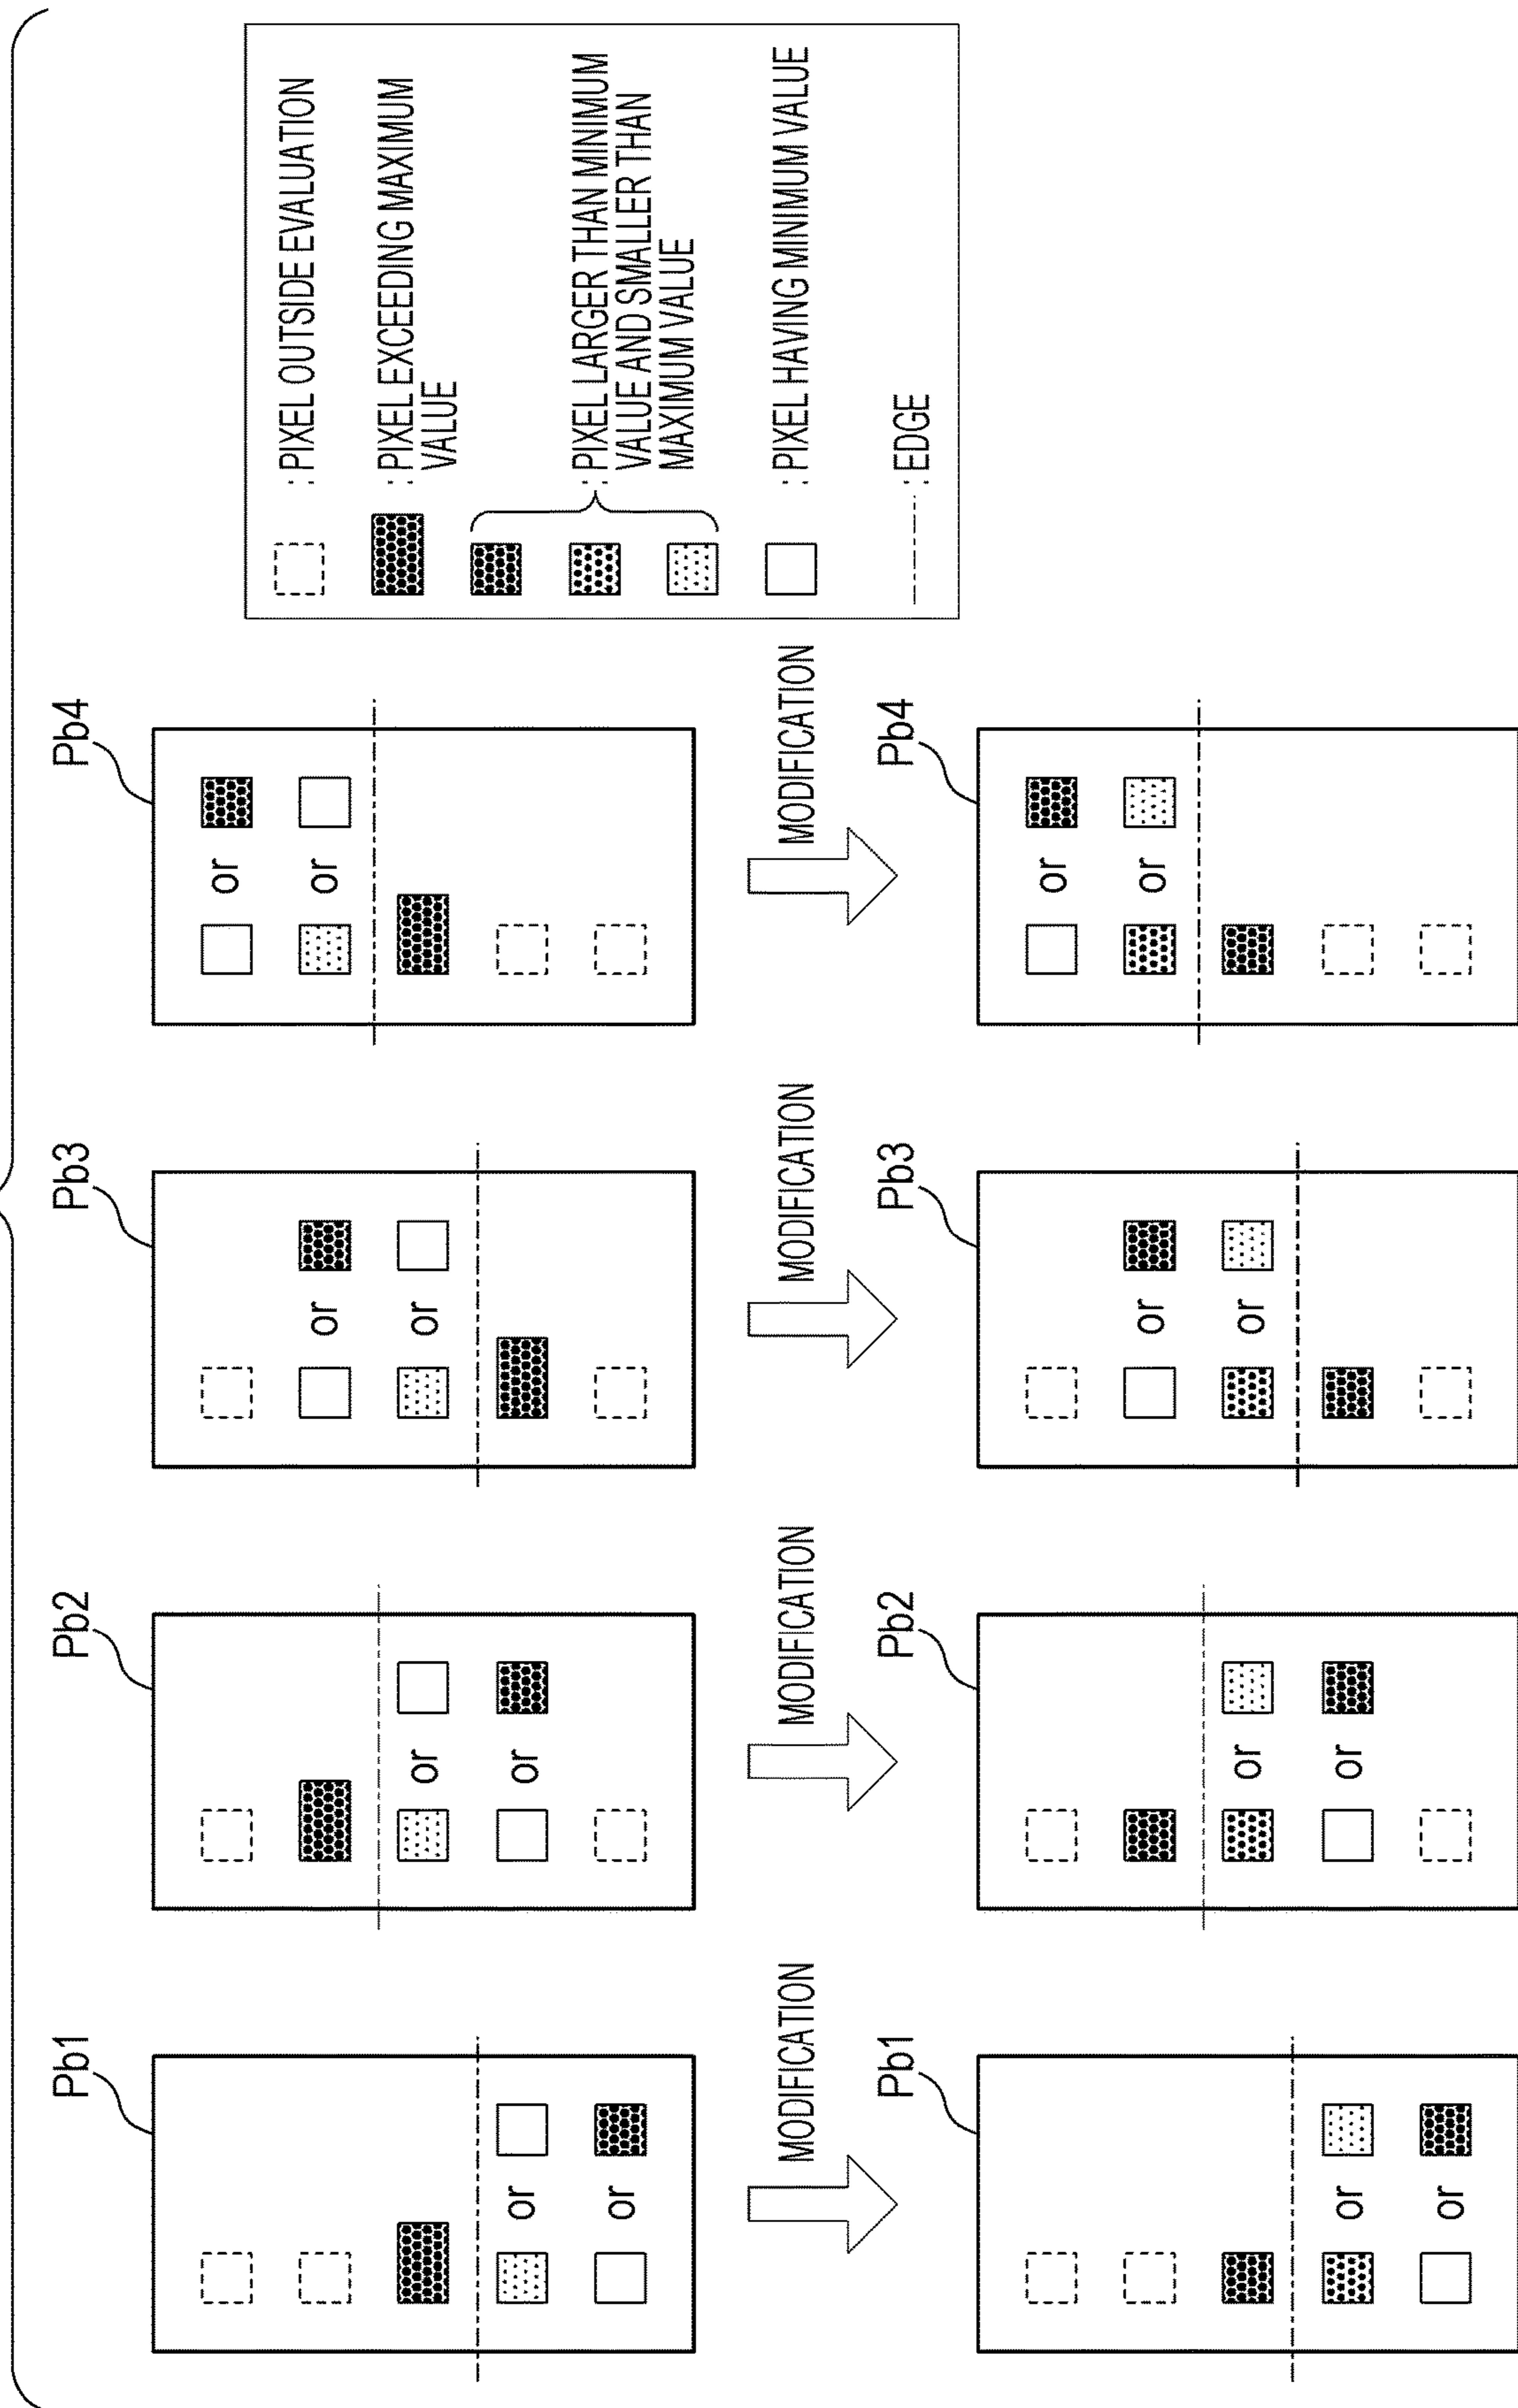 Pb1
Pb2
Pb3
Pb4
or
or
or
or
or
or
or
or
MODIFICATION
MODIFICATION
MODIFICATION
MODIFICATION
Pb1
Pb2
Pb3
Pb4
or
or
or
or
or
or
or
or
: PIXEL OUTSIDE EVALUATION
: PIXEL EXCEEDING MAXIMUM
VALUE
: PIXEL LARGER THAN MINIMUM
VALUE AND SMALLER THAN
MAXIMUM VALUE
: PIXEL HAVING MINIMUM VALUE
: EDGE